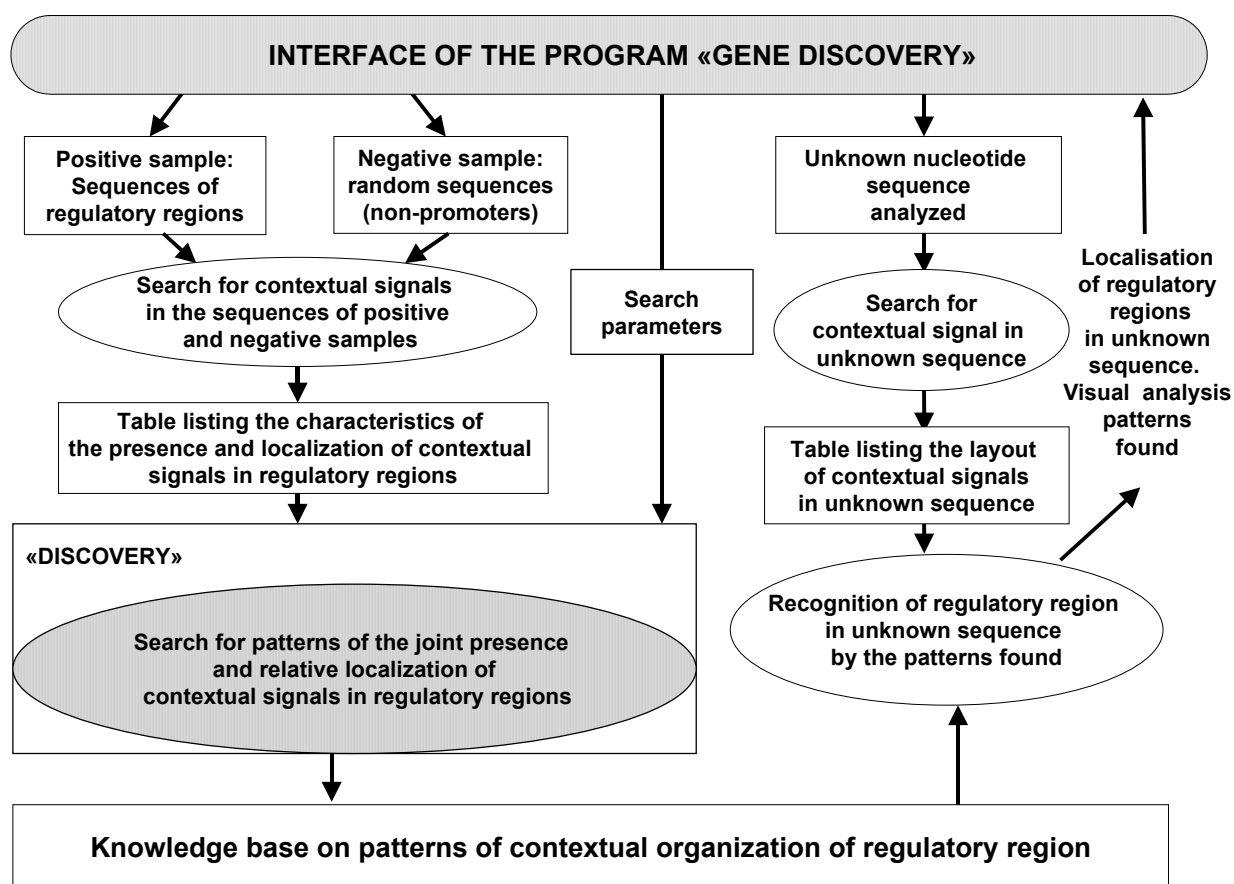 INTERFACE OF THE PROGRAM «GENE DISCOVERY»
Positive sample:
Sequences of
regulatory regions
Negative sample:
random sequences
(non-promoters)
Search for contextual signals
in the sequences of positive
and negative samples
Table listing the characteristics of
the presence and localization of contextual
signals in regulatory regions
Search
parameters
«DISCOVERY»
Search for patterns of the joint presence
and relative localization of
contextual signals in regulatory regions
Unknown nucleotide
sequence
analyzed
Search for
contextual signal in
unknown sequence
Table listing the layout
of contextual signals
in unknown sequence
Recognition of regulatory region
in unknown sequence
by the patterns found
Localisation
of regulatory
regions
in unknown
sequence.
Visual analysis
patterns
found
Knowledge base on patterns of contextual organization of regulatory region